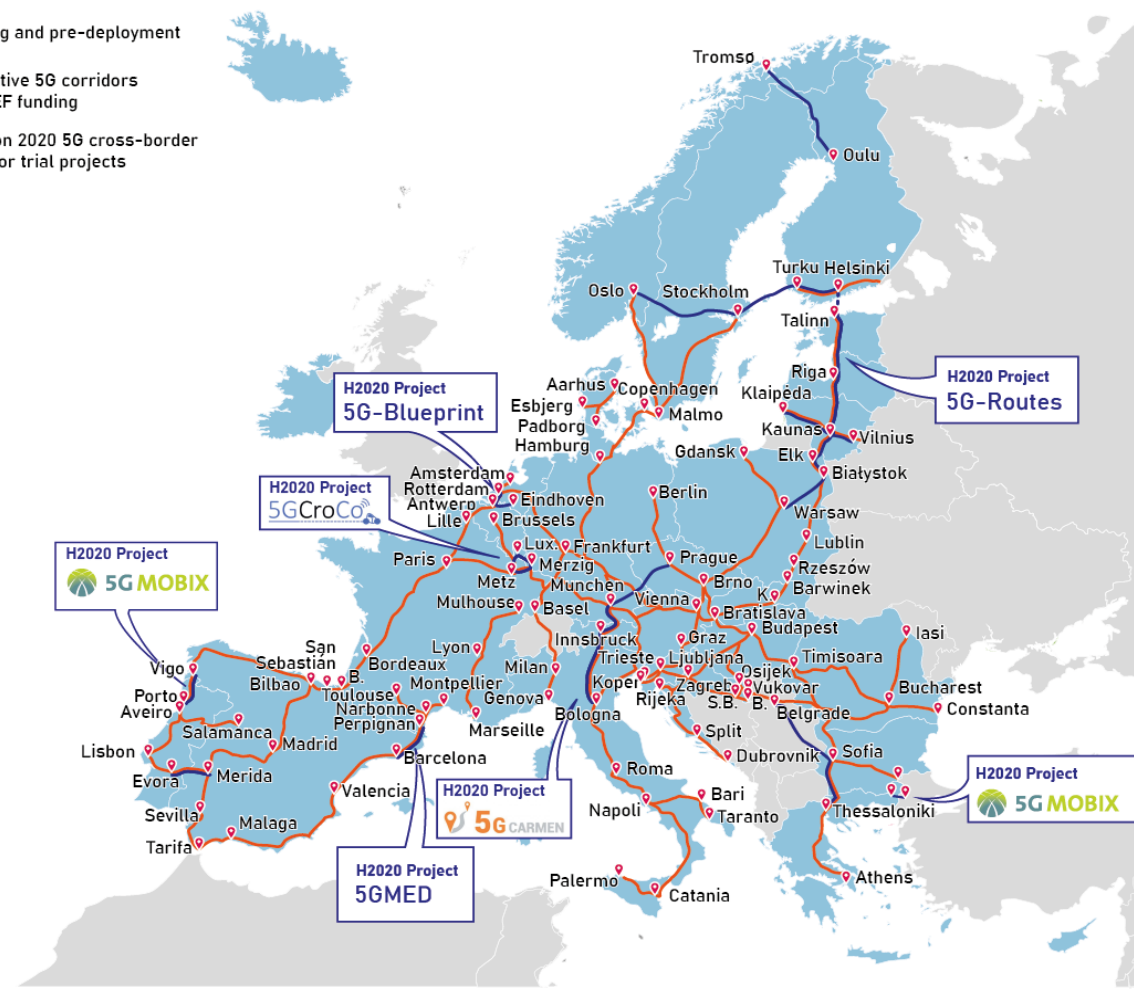 g and pre-deployment
tive 5G corridors
EF funding
on 2020 5G cross-border
or trial projects
Tromsø
Oulu
Turku Helsinki
Oslo
Stockholm
Talinn
Riga
H2020 Project
5G-Routes
Aarhus
Copenhagen
Klaipėda
Esbjerg
Malmo
Padborg
Kaunas
Vilnius
Hamburg
Gdansk
Elk
Białystok
H2020 Project
5G-Blueprint
Amsterdam
Rotterdam
Antwerp
Eindhoven
Berlin
Lille
Brussels
Warsaw
H2020 Project
5GCroCo
Lublin
Paris
Lux.
Frankfurt
Prague
Merzig
Rzeszów
Metz
Munchen
Brno
Barwinek
K.
Mulhouse
Basel
Vienna
Bratislava
H2020 Project
5G MOBIX
Innsbruck
Budapest
Iasi
San
Sebastian
Lyon
Graz
Bordeaux
Milan
Trieste
Ljubljana
Timisoara
Vigo
Bilbao
B.
Koper
Osijek
Toulouse
Montpellier
Zagreb
Vukovar
Bucharest
Porto
Narbonne
Genova
Rijeka
S.B.
B.
Aveiro
Perpignan
Bologna
Belgrade
Constanta
Salamanca
Marseille
Split
Lisbon
Madrid
Barcelona
Dubrovnik
Sofia
Evora
Merida
Roma
H2020 Project
5G MOBIX
Valencia
H2020 Project
5G CARMEN
Bari
Sevilla
Napoli
Taranto
Thessaloniki
Malaga
Tarifa
H2020 Project
5GMED
Palermo
Athens
Catania